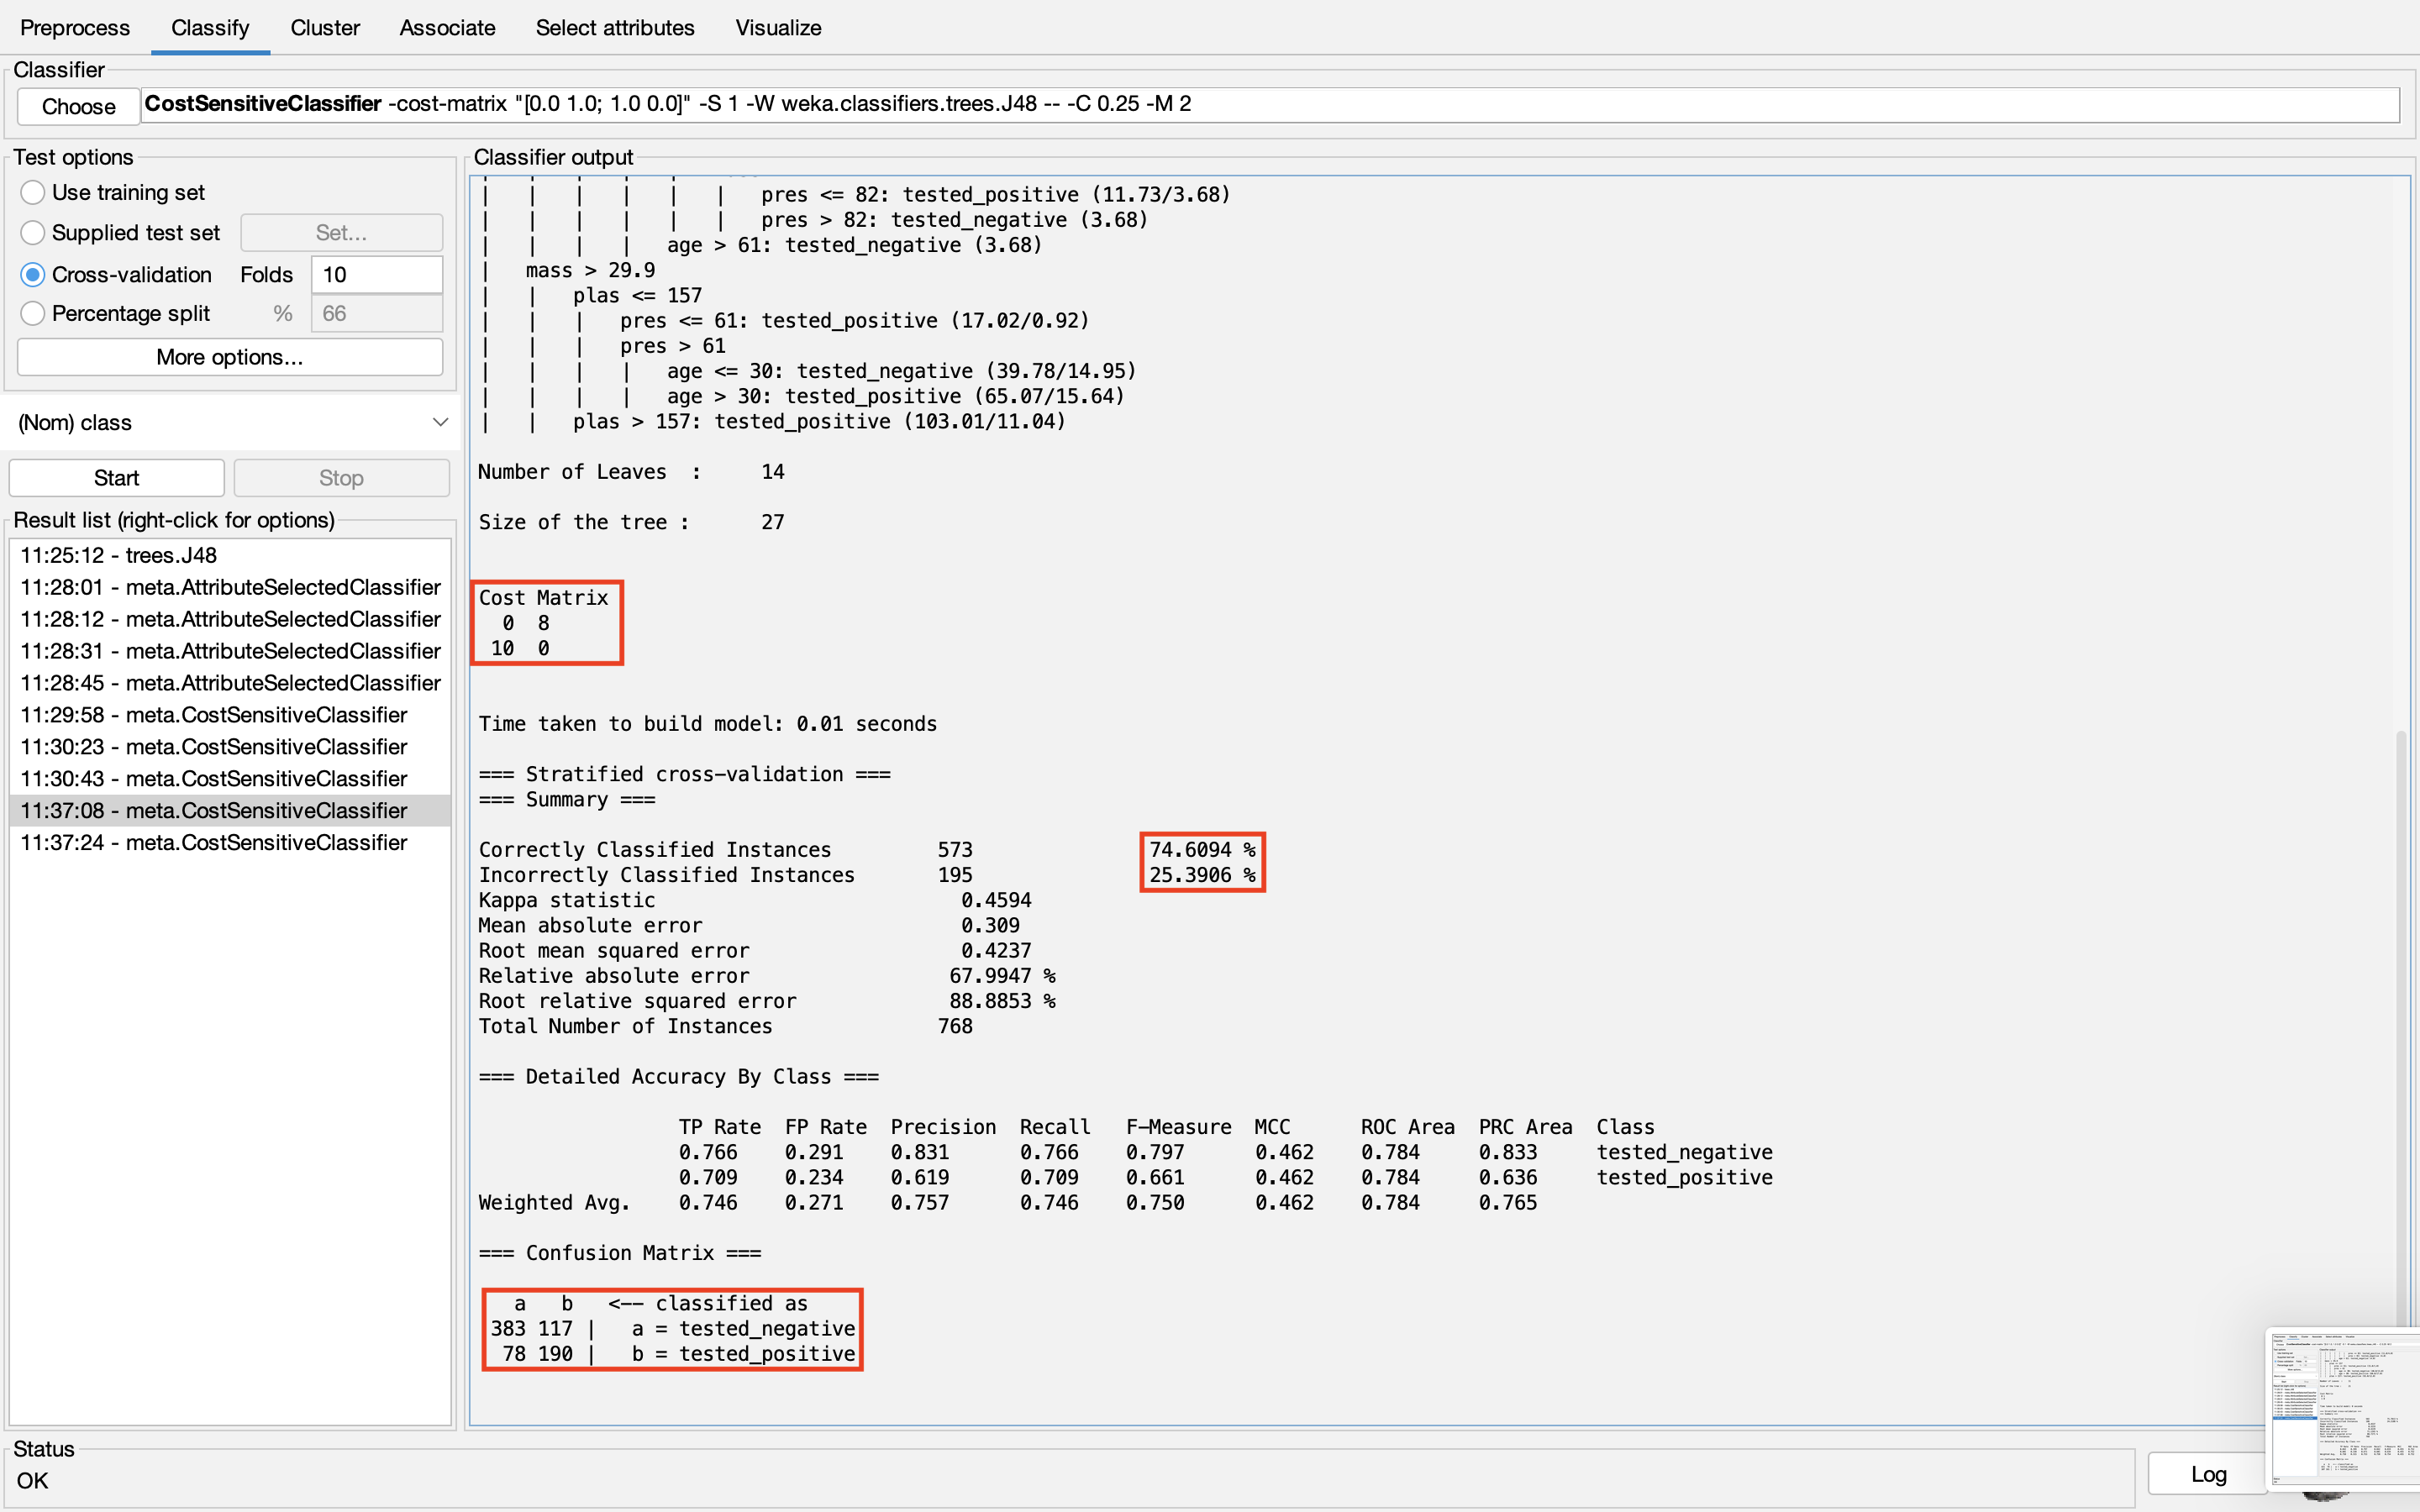 Preprocess Classify Cluster Associate Select attributes Visualize
Classifier
Choose CostSensitiveClassifier -cost-matrix "[0.0 1.0; 1.0 0.0]" -S 1 -W weka.classifiers.trees.J48 -- -C 0.25 -M 2
Test options
Use training set
Supplied test set Set...
Cross-validation Folds 10
Percentage split % 66
More options...
(Nom) class
Start Stop
Result list (right-click for options)
11:25:12 - trees.J48
11:28:01 - meta.AttributeSelectedClassifier
11:28:12 - meta.AttributeSelectedClassifier
11:28:31 - meta.AttributeSelectedClassifier
11:28:45 - meta.AttributeSelectedClassifier
11:29:58 - meta.CostSensitiveClassifier
11:30:23 - meta.CostSensitiveClassifier
11:30:43 - meta.CostSensitiveClassifier
11:37:08 - meta.CostSensitiveClassifier
11:37:24 - meta.CostSensitiveClassifier
Classifier output
| | | | | | pres <= 82: tested_positive (11.73/3.68)
| | | | | | pres > 82: tested_negative (3.68)
| | | | age > 61: tested_negative (3.68)
| mass > 29.9
| | plas <= 157
| | | pres <= 61: tested_positive (17.02/0.92)
| | | pres > 61
| | | | age <= 30: tested_negative (39.78/14.95)
| | | | age > 30: tested_positive (65.07/15.64)
| | plas > 157: tested_positive (103.01/11.04)
Number of Leaves : 14
Size of the tree : 27
Cost Matrix
0 8
10 0
Time taken to build model: 0.01 seconds
=== Stratified cross-validation ===
=== Summary ===
Correctly Classified Instances 573 74.6094 %
Incorrectly Classified Instances 195 25.3906 %
Kappa statistic 0.4594
Mean absolute error 0.309
Root mean squared error 0.4237
Relative absolute error 67.9947 %
Root relative squared error 88.8853 %
Total Number of Instances 768
=== Detailed Accuracy By Class ===
TP Rate FP Rate Precision Recall F-Measure MCC ROC Area PRC Area Class
0.766 0.291 0.831 0.766 0.797 0.462 0.784 0.833 tested_negative
0.709 0.234 0.619 0.709 0.661 0.462 0.784 0.636 tested_positive
Weighted Avg. 0.746 0.271 0.757 0.746 0.750 0.462 0.784 0.765
=== Confusion Matrix ===
a b <-- classified as
383 117 | a = tested_negative
78 190 | b = tested_positive
Status
OK
Log